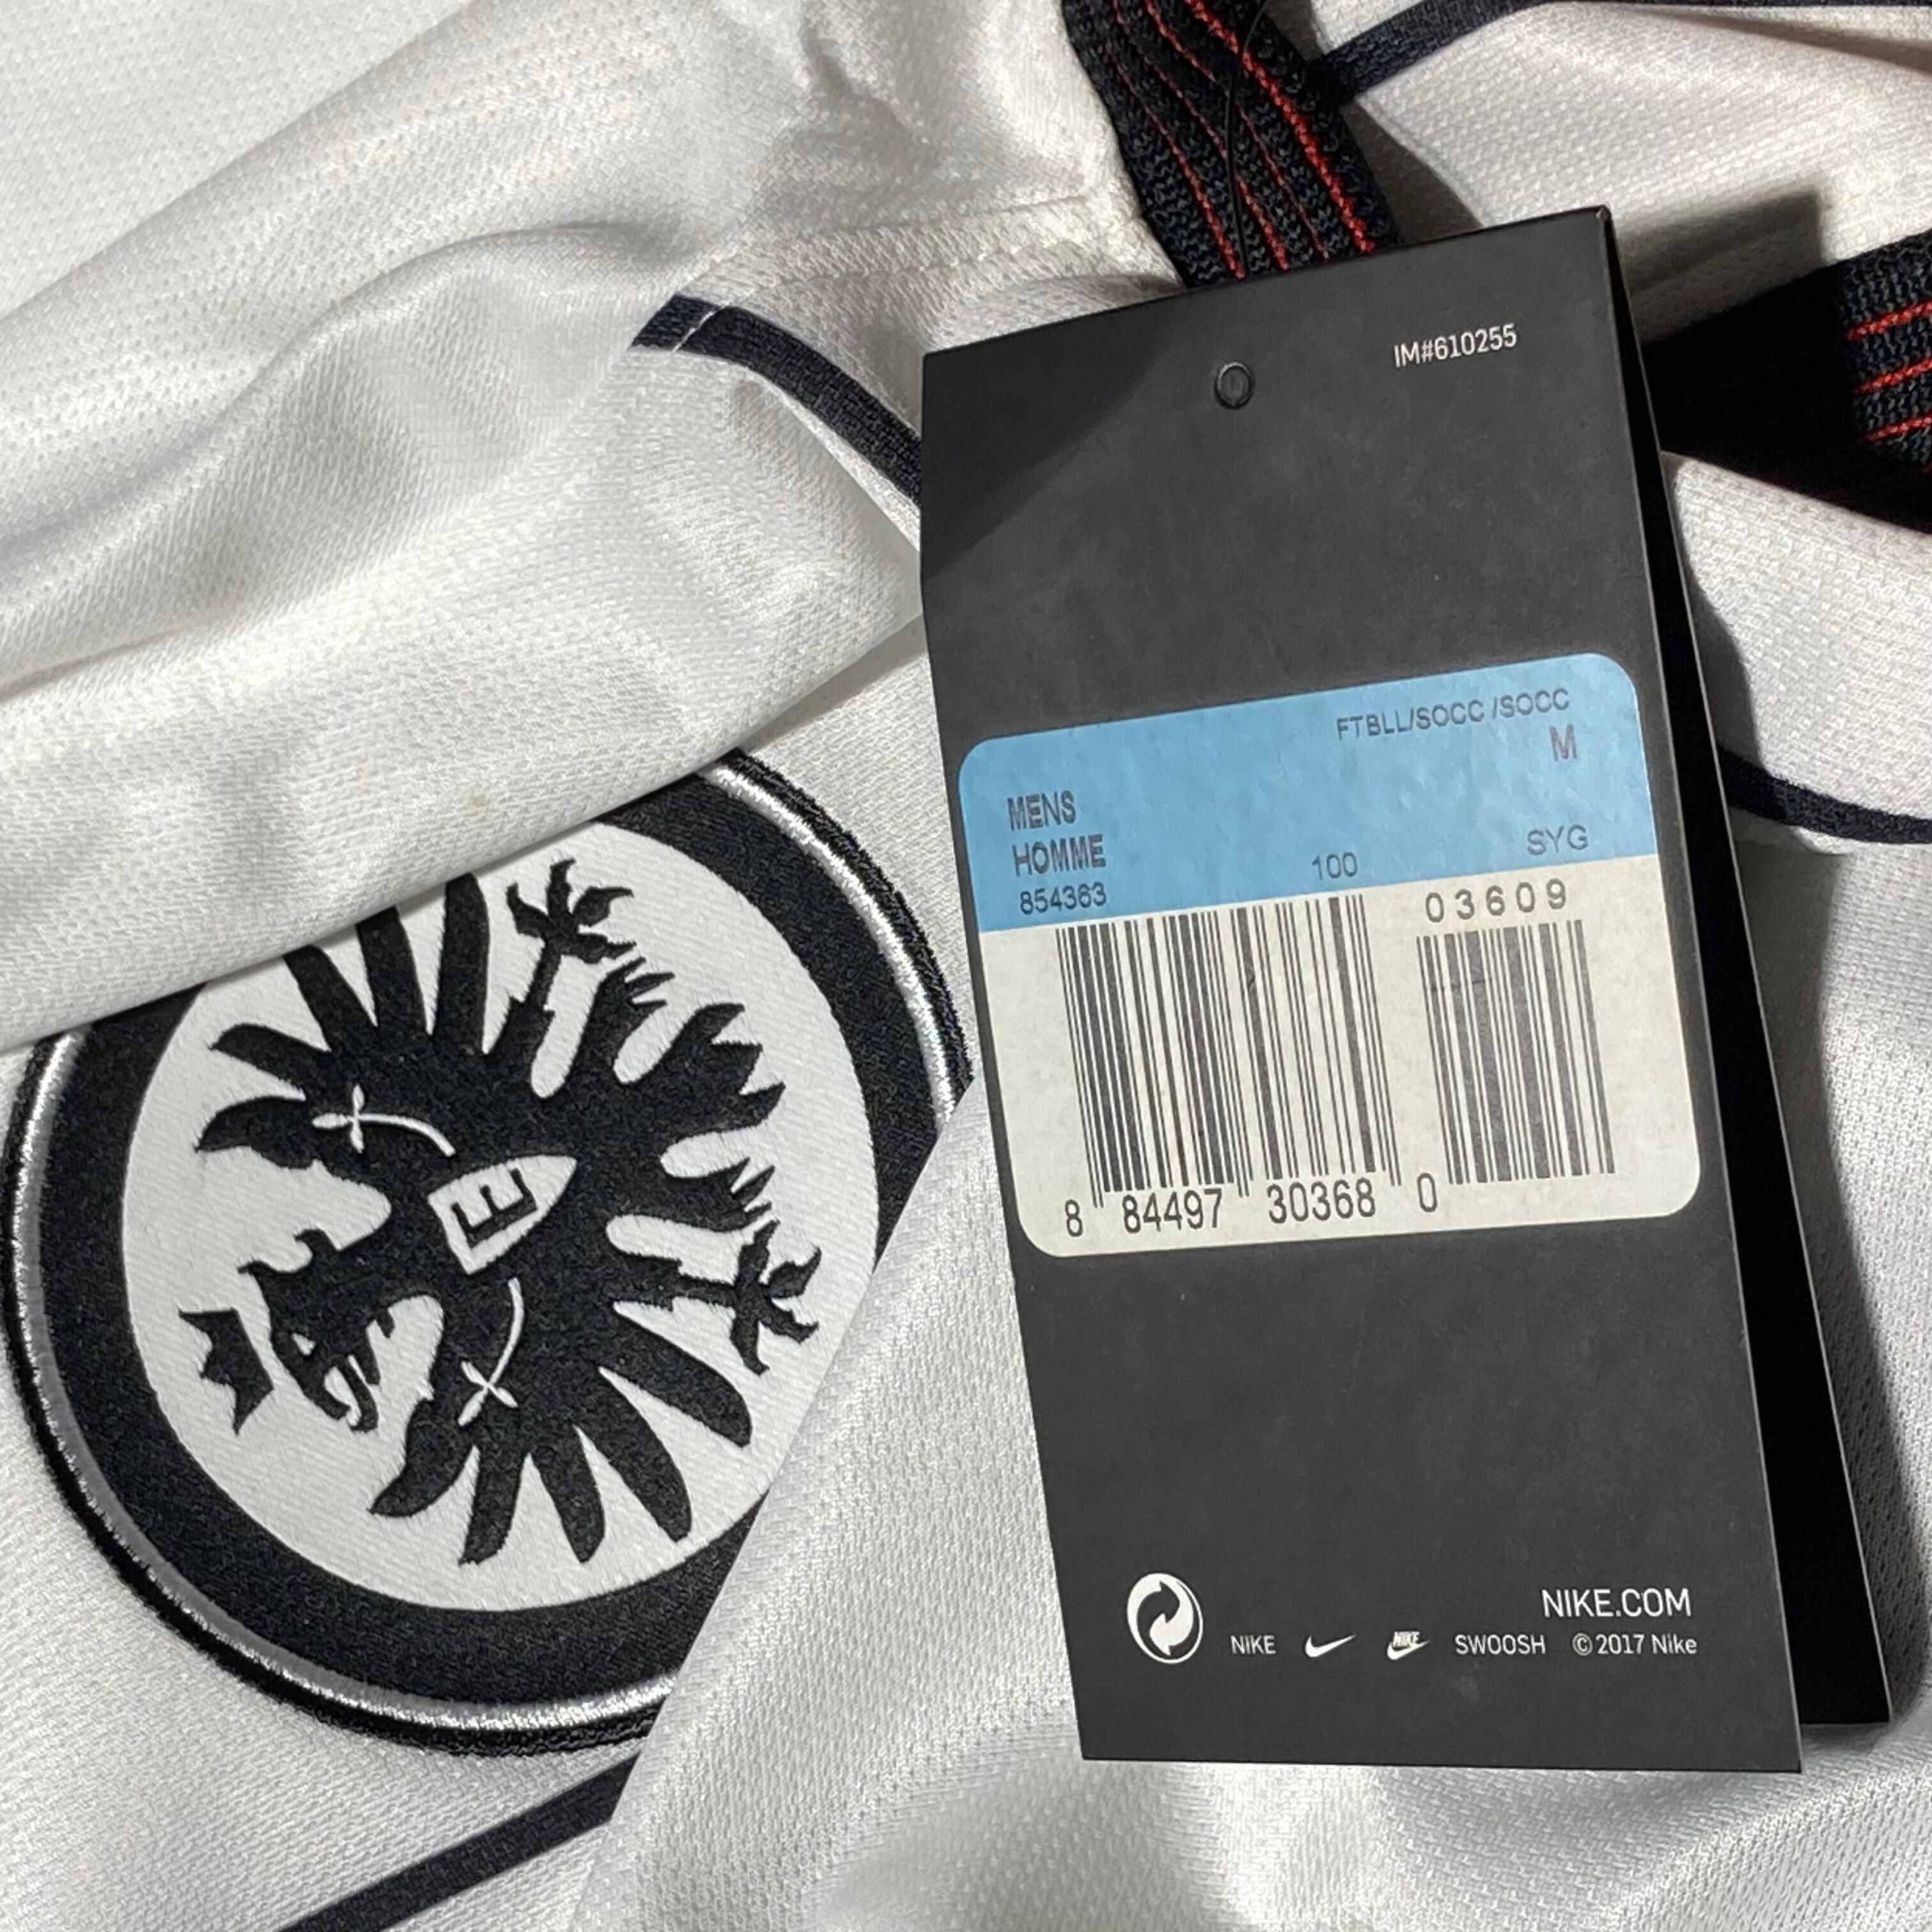 IM#610255
FTBLL/SOCC /SOCC
M
MENS
HOMME
SYG
854363 100
03609
8 84497 30368 0
NIKE.COM
NIKE NIKE SWOOSH ©2017 Nike
E